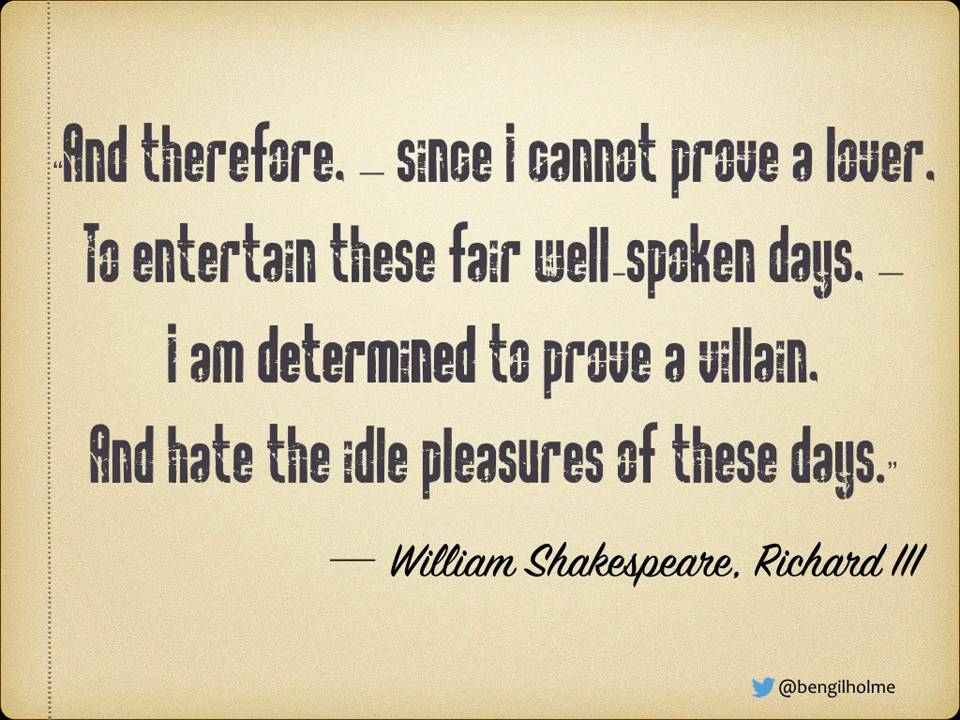 “And therefore, — since I cannot prove a lover,
To entertain these fair well-spoken days, —
I am determined to prove a villain,
And hate the idle pleasures of these days.”
— William Shakespeare, Richard III
@bengilholme